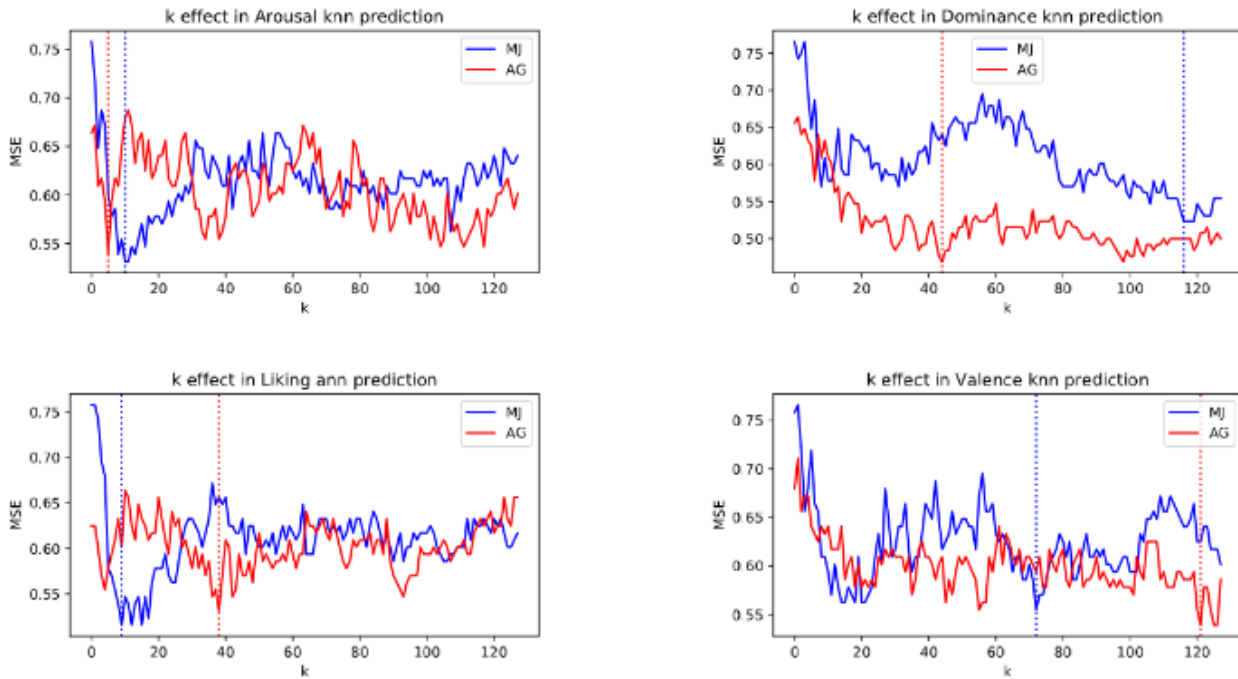 k effect in Arousal knn prediction
MJ
AG
0.75
0.70
0.65
0.60
0.55
MSE
0 20 40 60 80 100 120
k
k effect in Dominance knn prediction
MJ
AG
0.75
0.70
0.65
0.60
0.55
0.50
MSE
0 20 40 60 80 100 120
k
k effect in Liking ann prediction
MJ
AG
0.75
0.70
0.65
0.60
0.55
MSE
0 20 40 60 80 100 120
k
k effect in Valence knn prediction
MJ
AG
0.75
0.70
0.65
0.60
0.55
MSE
0 20 40 60 80 100 120
k